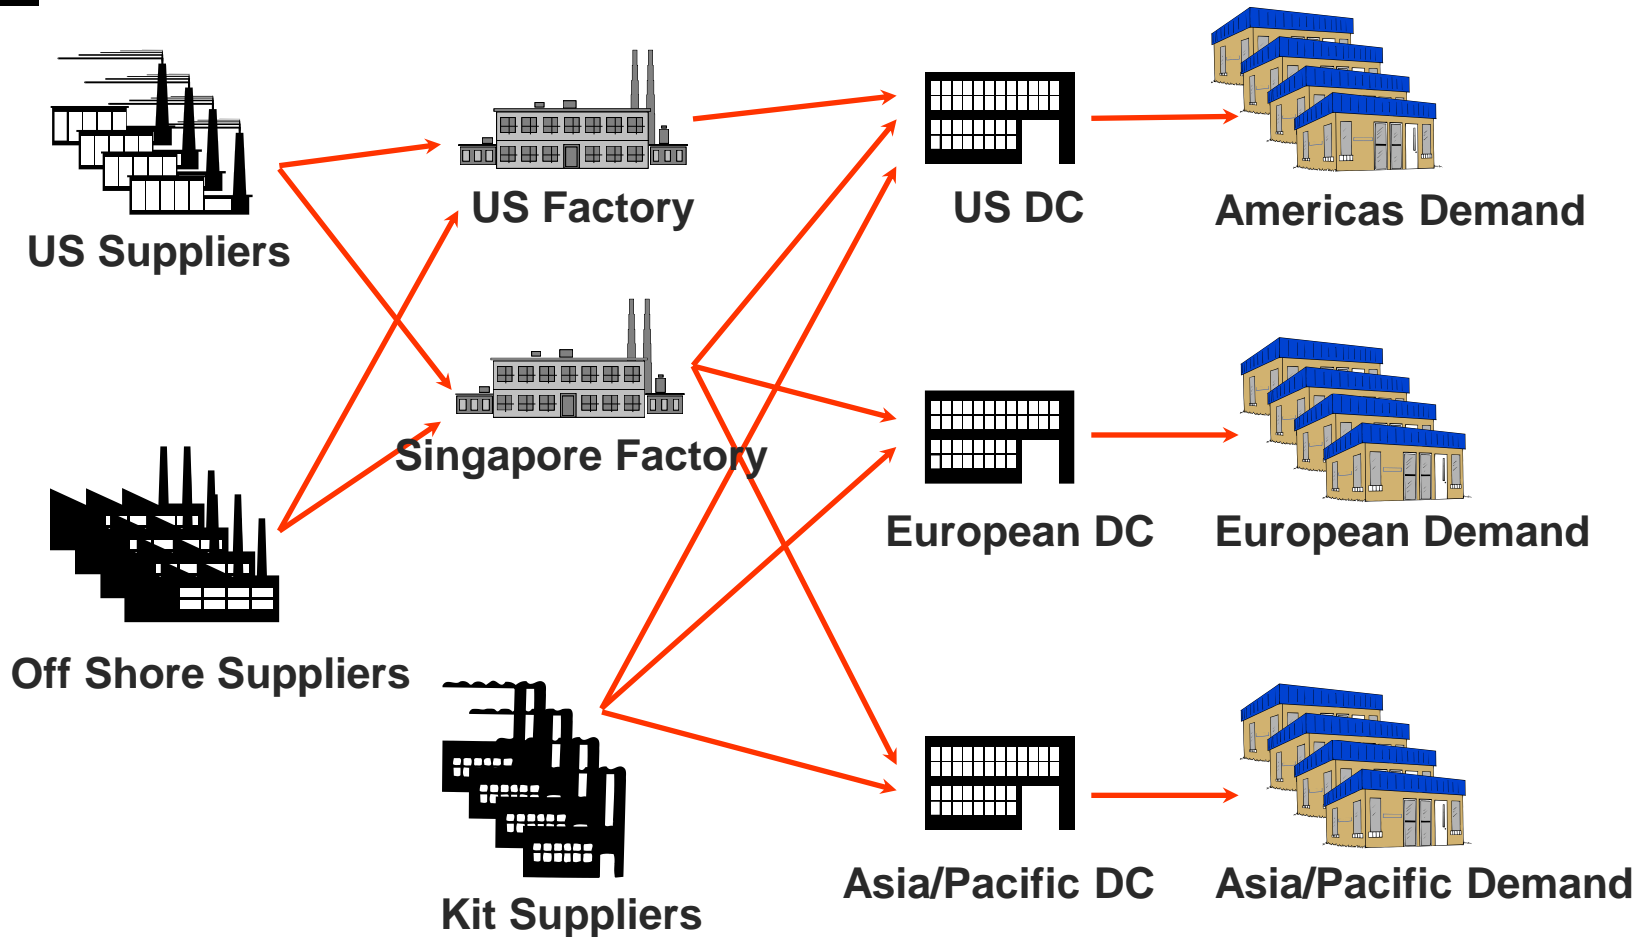 US Suppliers
US Factory
US DC
Americas Demand
Singapore Factory
European DC
European Demand
Off Shore Suppliers
Kit Suppliers
Asia/Pacific DC
Asia/Pacific Demand